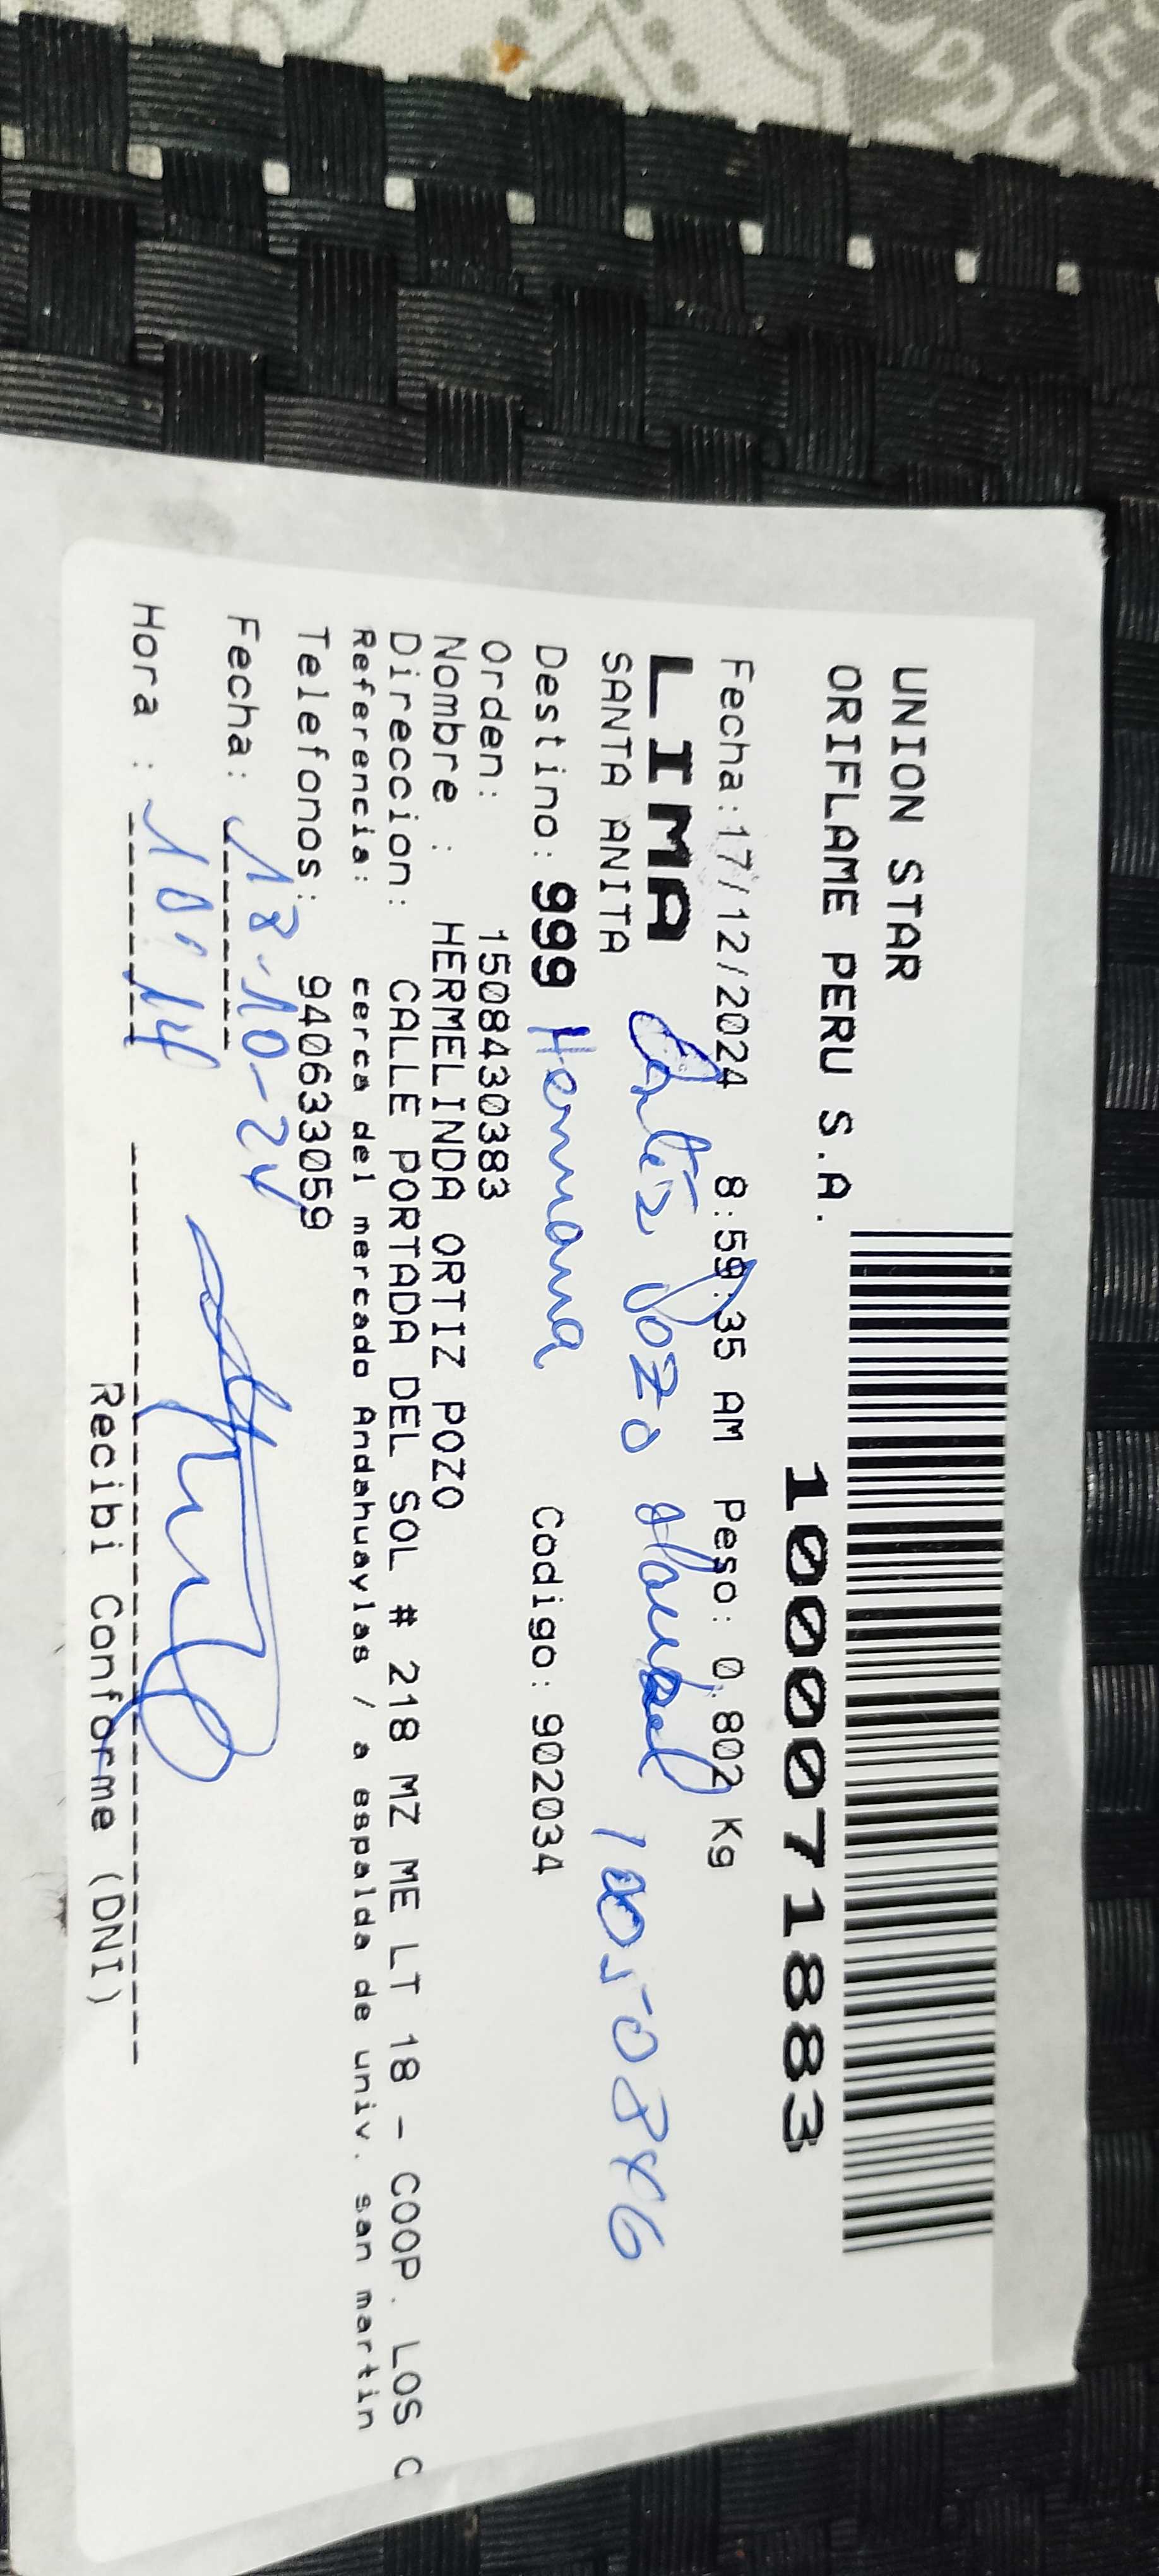 UNION STAR
ORIFLAME PERU S.A.
1000071883
Fecha:17/12/2024 8:59:35 AM Peso: 0.802 Kg
LIMA Ortiz Pozo
SANTA ANITA
Destino: 999 Hermana Codigo: 902034
Orden: 1508430383
Nombre : HERMELINDA ORTIZ POZO
Direccion: CALLE PORTADA DEL SOL # 218 MZ ME LT 18 - COOP. LOS C
Referencia: cerca del mercado Andahuaylas / a espalda de univ. san martin
Telefonos: 940633059
Fecha: 18-10-24
Hora : 10:14
Recibi Conforme (DNI)